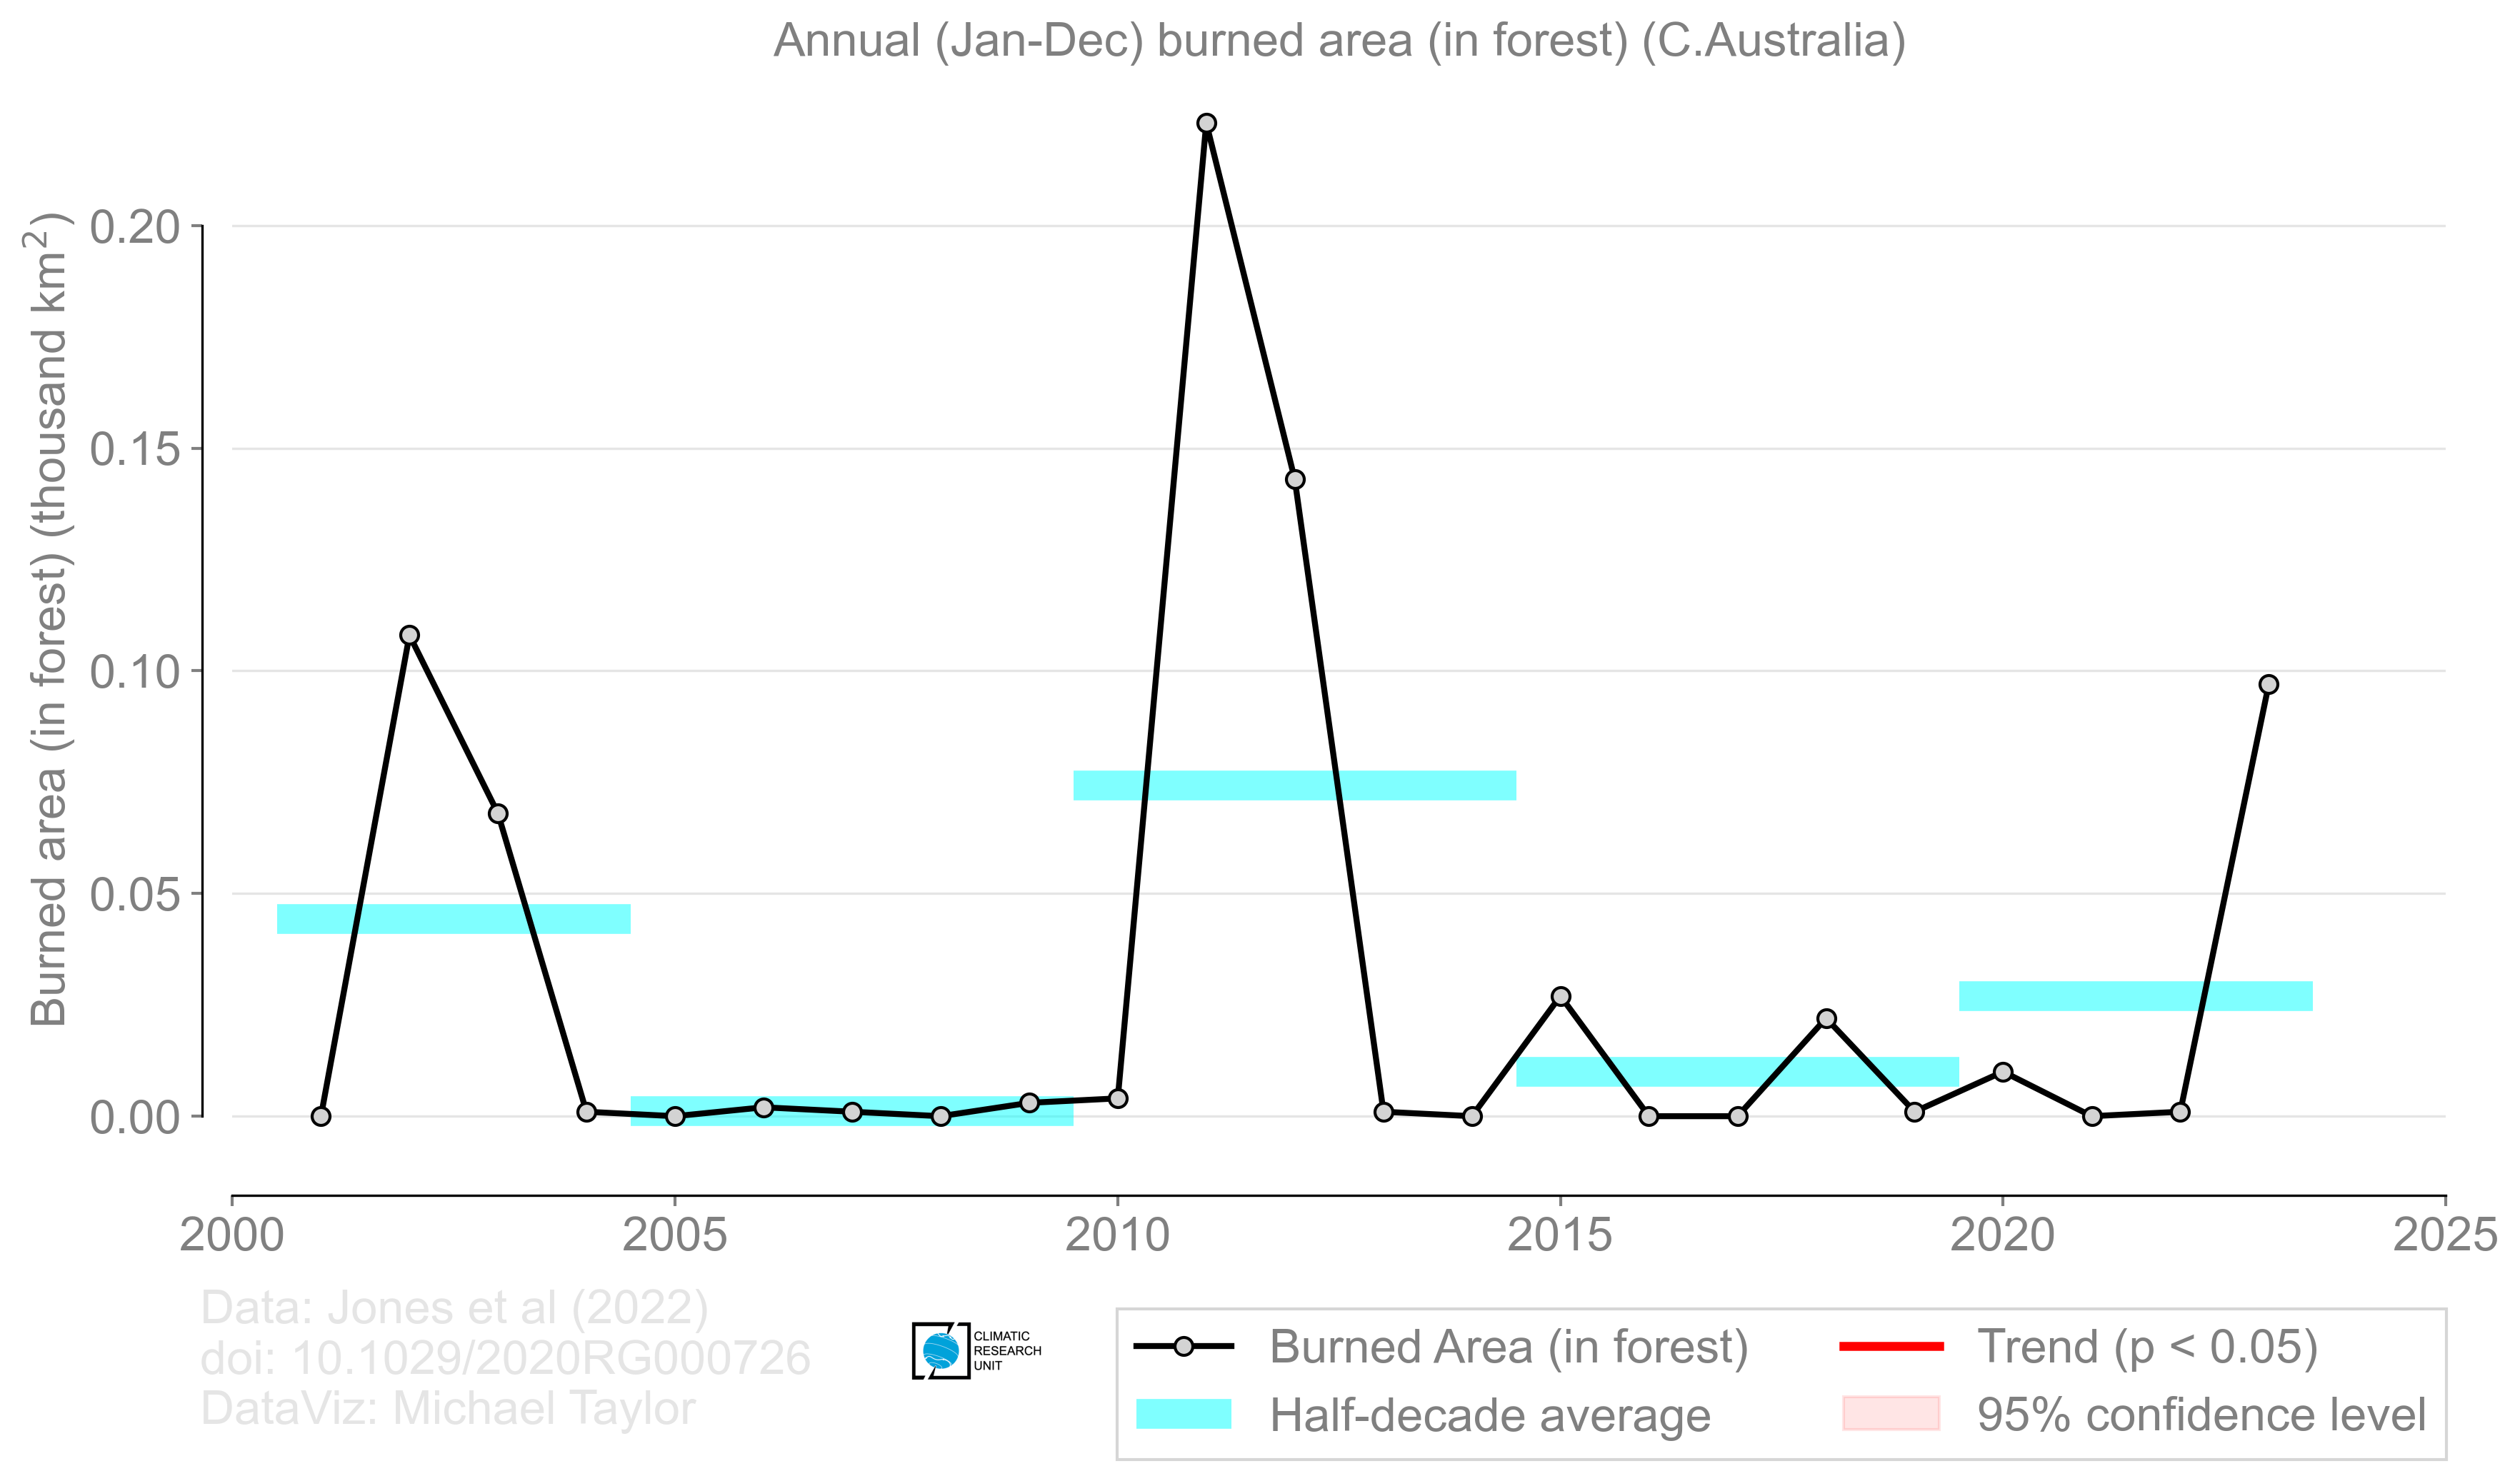 Annual (Jan-Dec) burned area (in forest) (C.Australia)
Burned area (in forest) (thousand km²)
0.20
0.15
0.10
0.05
0.00
2000 2005 2010 2015 2020 2025
Data: Jones et al (2022)
doi: 10.1029/2020RG000726
DataViz: Michael Taylor
CLIMATIC
RESEARCH
UNIT
Burned Area (in forest)
Half-decade average
Trend (p < 0.05)
95% confidence level